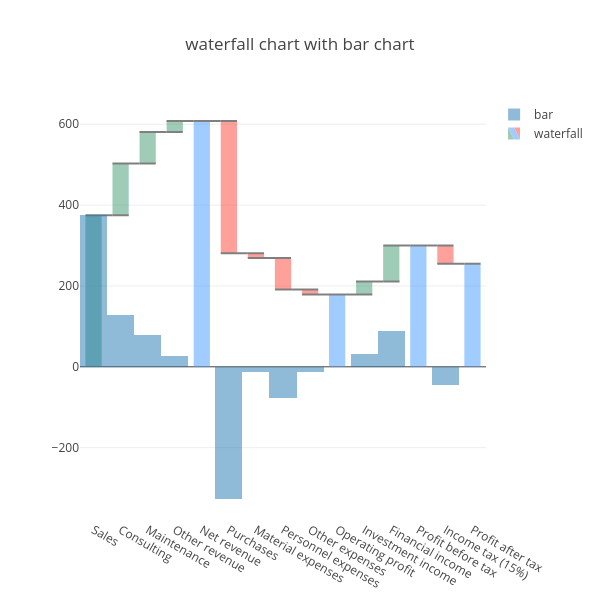 waterfall chart with bar chart
bar
waterfall
600
400
200
0
−200
Sales
Consulting
Maintenance
Other revenue
Net revenue
Purchases
Material expenses
Personnel expenses
Other expenses
Operating profit
Investment income
Financial income
Profit before tax
Income tax (15%)
Profit after tax